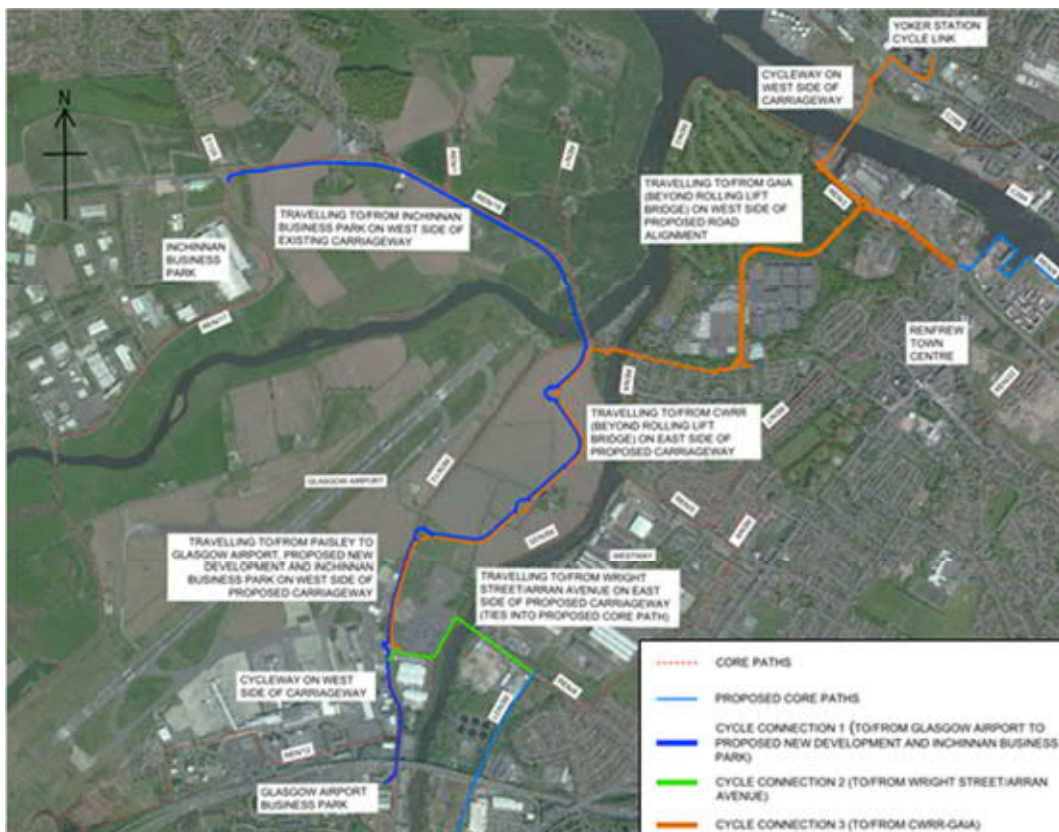 YOKER STATION
CYCLE LINK
CYCLEWAY ON
WEST SIDE OF
CARRIAGEWAY
N
TRAVELLING TO/FROM GAIA
(BEYOND ROLLING LIFT
BRIDGE) ON WEST SIDE OF
PROPOSED ROAD
ALIGNMENT
TRAVELLING TO/FROM INCHINNAN
BUSINESS PARK ON WEST SIDE OF
EXISTING CARRIAGEWAY
INCHINNAN
BUSINESS
PARK
RENFREW
TOWN
CENTRE
TRAVELLING TO/FROM CWRR
(BEYOND ROLLING LIFT
BRIDGE) ON EAST SIDE OF
PROPOSED CARRIAGEWAY
GLASGOW AIRPORT
TRAVELLING TO/FROM PAISLEY TO
GLASGOW AIRPORT, PROPOSED NEW
DEVELOPMENT AND INCHINNAN
BUSINESS PARK ON WEST SIDE OF
PROPOSED CARRIAGEWAY
WESTWAY
TRAVELLING TO/FROM WRIGHT
STREET/ARRAN AVENUE ON EAST
SIDE OF PROPOSED CARRIAGEWAY
(TIES INTO PROPOSED CORE PATH)
CYCLEWAY ON WEST
SIDE OF CARRIAGEWAY
GLASGOW AIRPORT
BUSINESS PARK
CORE PATHS
PROPOSED CORE PATHS
CYCLE CONNECTION 1 (TO/FROM GLASGOW AIRPORT TO
PROPOSED NEW DEVELOPMENT AND INCHINNAN BUSINESS
PARK)
CYCLE CONNECTION 2 (TO/FROM WRIGHT STREET/ARRAN
AVENUE)
CYCLE CONNECTION 3 (TO/FROM CWRR-GAIA)